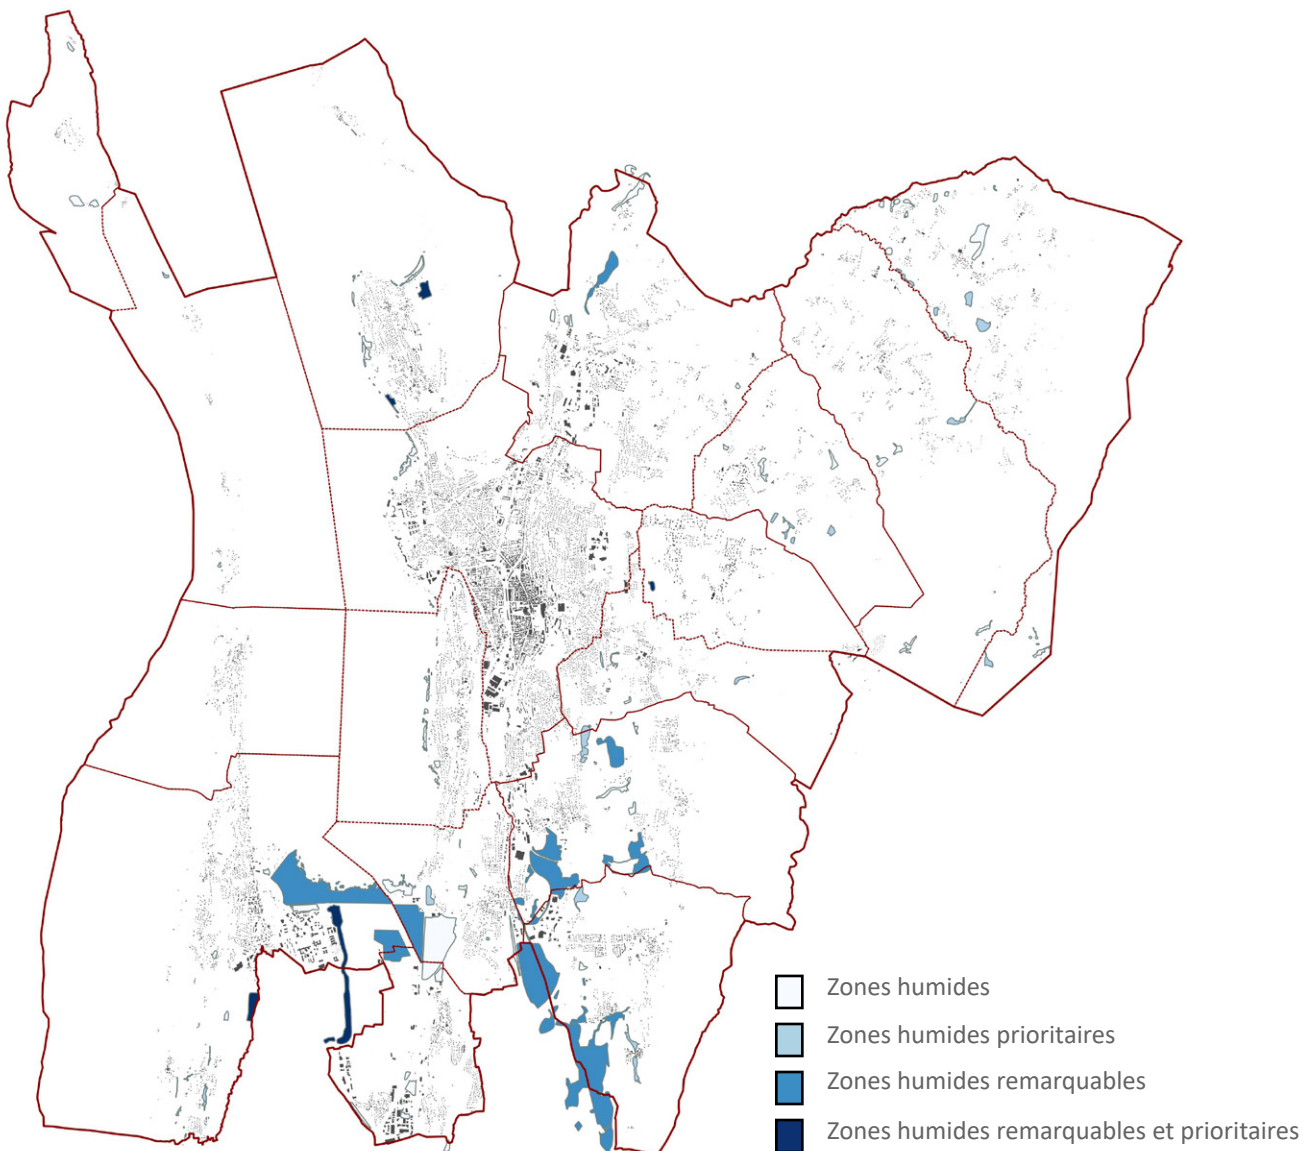 Zones humides
Zones humides prioritaires
Zones humides remarquables
Zones humides remarquables et prioritaires